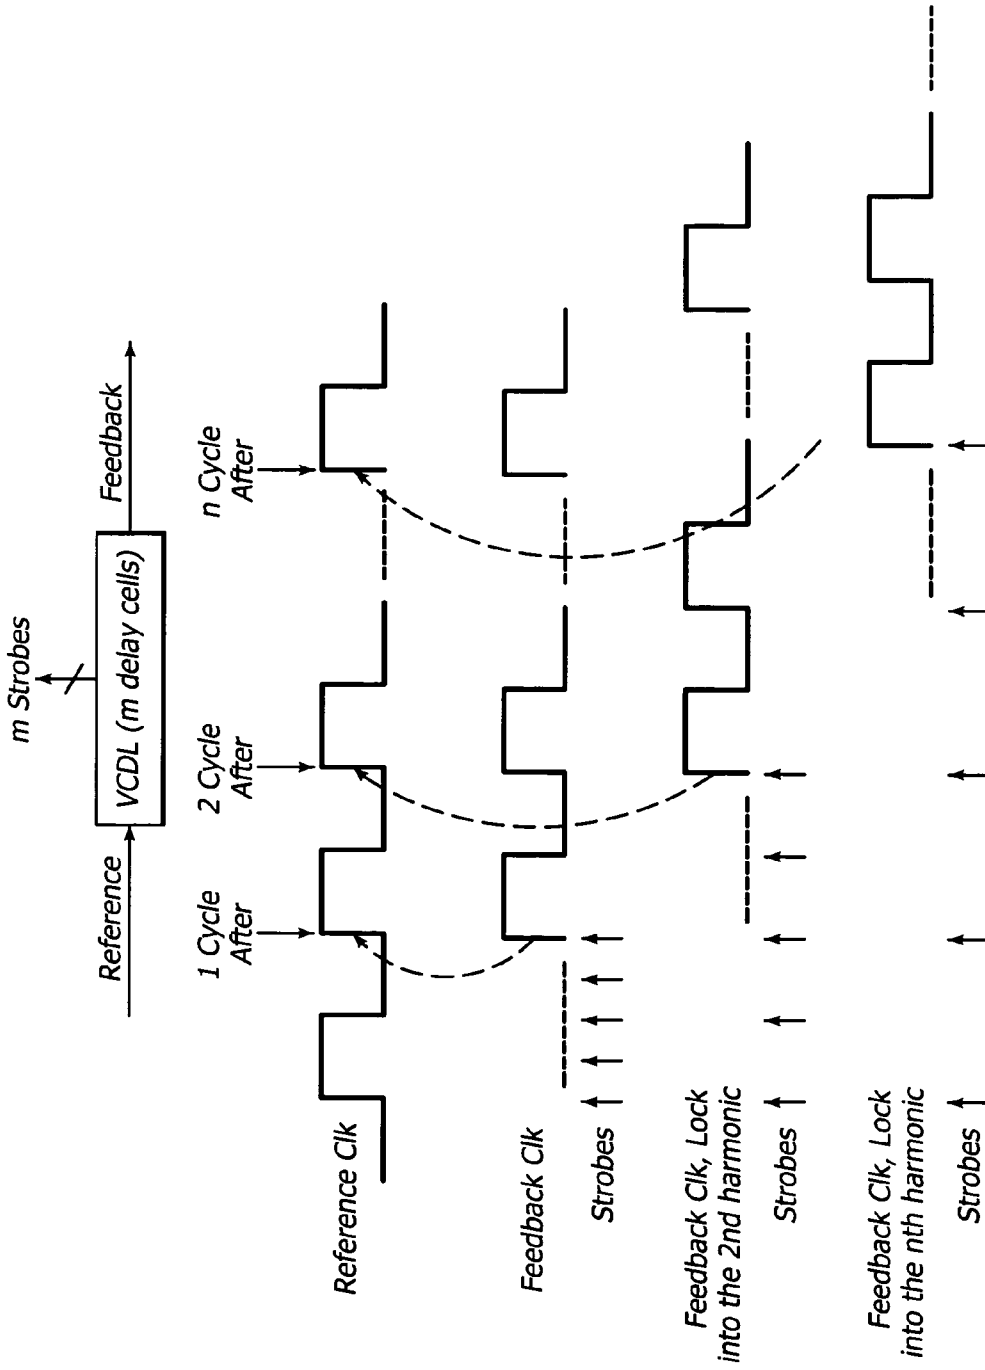 m Strobes
Reference
VCDL (m delay cells)
Feedback
1 Cycle
After
2 Cycle
After
n Cycle
After
Reference Clk
Feedback Clk
Strobes
Feedback Clk, Lock
into the 2nd harmonic
Strobes
Feedback Clk, Lock
into the nth harmonic
Strobes